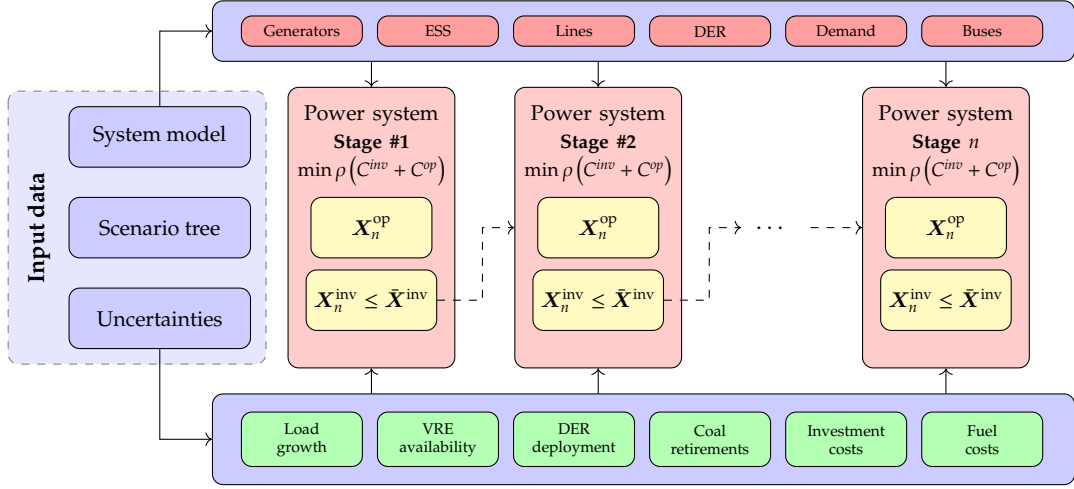 Generators
ESS
Lines
DER
Demand
Buses
Input data
System model
Scenario tree
Uncertainties
Power system
Stage #1
min ρ (C^{inv} + C^{op})
X_n^{op}
X_n^{inv} ≤ X̄^{inv}
Power system
Stage #2
min ρ (C^{inv} + C^{op})
X_n^{op}
X_n^{inv} ≤ X̄^{inv}
· · ·
Power system
Stage n
min ρ (C^{inv} + C^{op})
X_n^{op}
X_n^{inv} ≤ X̄^{inv}
Load
growth
VRE
availability
DER
deployment
Coal
retirements
Investment
costs
Fuel
costs